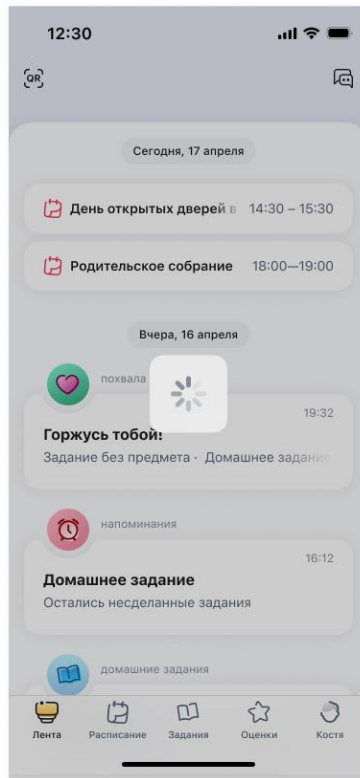 12:30
QR
Сегодня, 17 апреля
День открытых дверей в 14:30 – 15:30
Родительское собрание 18:00—19:00
Вчера, 16 апреля
похвала
19:32
Горжусь тобой!
Задание без предмета · Домашнее задание
напоминания
16:12
Домашнее задание
Остались несделанные задания
домашние задания
Лента Расписание Задания Оценки Костя